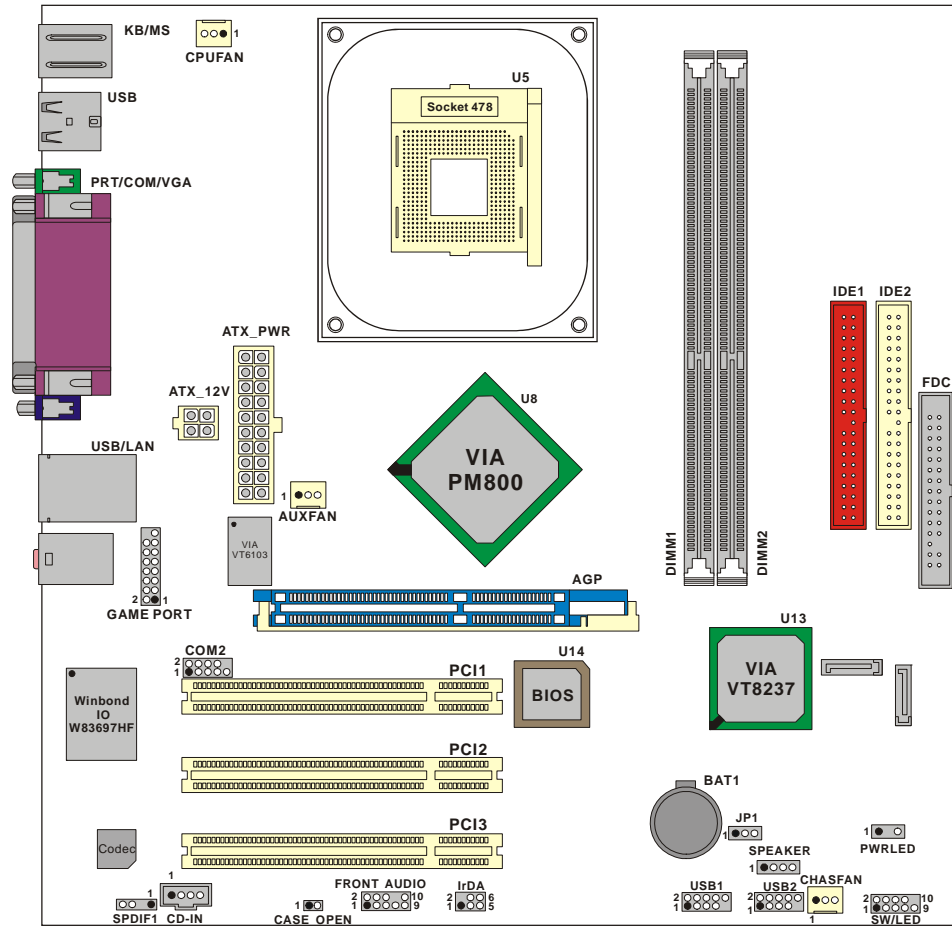 KB/MS
1
CPUFAN
U5
Socket 478
USB
PRT/COM/VGA
IDE1 IDE2
ATX_PWR
FDC
ATX_12V
U8
USB/LAN
VIA
PM800
1
AUXFAN
VIA
VT6103
DIMM1
DIMM2
2 1
GAME PORT
AGP
U13
COM2
2
1
U14
PCI1
VIA
VT8237
Winbond
IO
W83697HF
BIOS
PCI2
BAT1
JP1
1
1
PWRLED
PCI3
Codec
SPEAKER
1
1
1
SPDIF1
CD-IN
1
CASE OPEN
FRONT AUDIO
2 10
1 9
IrDA
2 6
1 5
USB1
2
1
USB2
2
1
CHASFAN
1
2 10
1 9
SW/LED